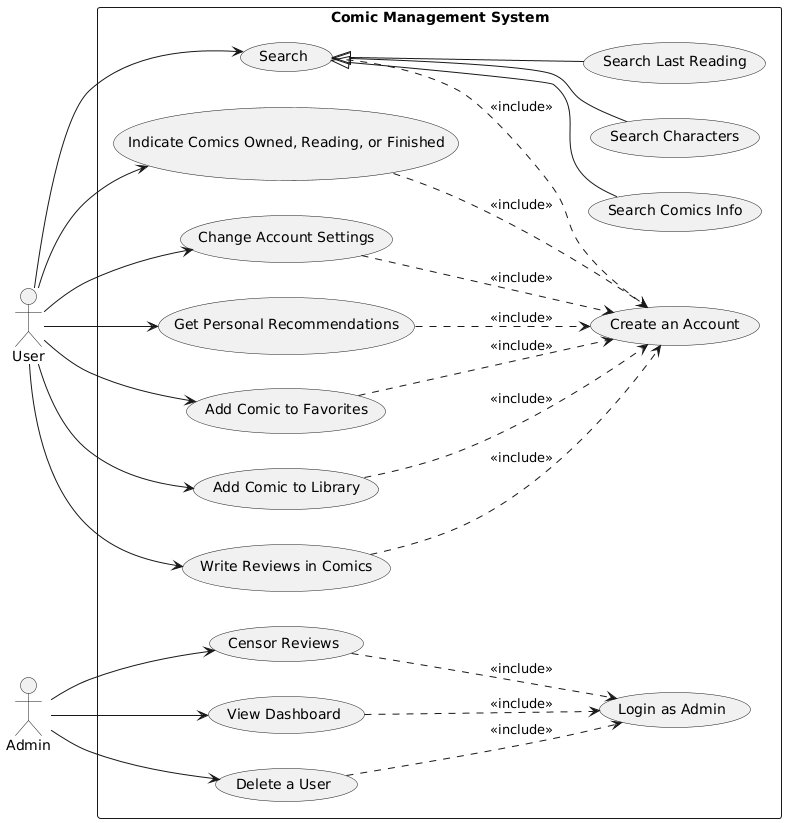 Comic Management System
Search
Search Last Reading
«include»
Search Characters
Indicate Comics Owned, Reading, or Finished
«include»
Search Comics Info
Change Account Settings
«include»
Get Personal Recommendations
«include»
Create an Account
User
«include»
Add Comic to Favorites
«include»
Add Comic to Library
«include»
Write Reviews in Comics
Censor Reviews
«include»
View Dashboard
«include»
Login as Admin
Admin
«include»
Delete a User